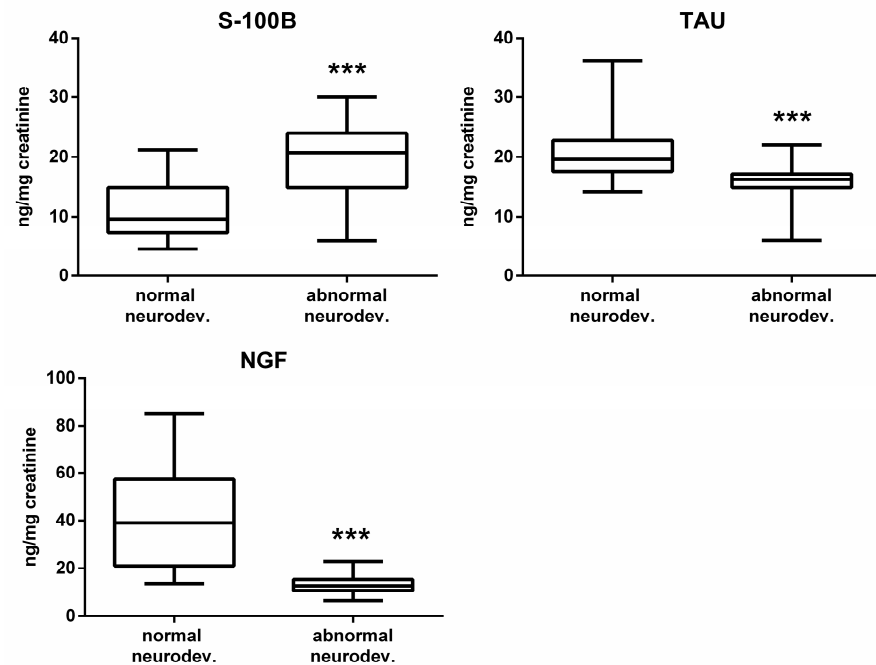 S-100B
40
30
20
10
0
ng/mg creatinine
***
normal
neurodev.
abnormal
neurodev.
TAU
40
30
20
10
0
ng/mg creatinine
***
normal
neurodev.
abnormal
neurodev.
NGF
100
80
60
40
20
0
ng/mg creatinine
***
normal
neurodev.
abnormal
neurodev.